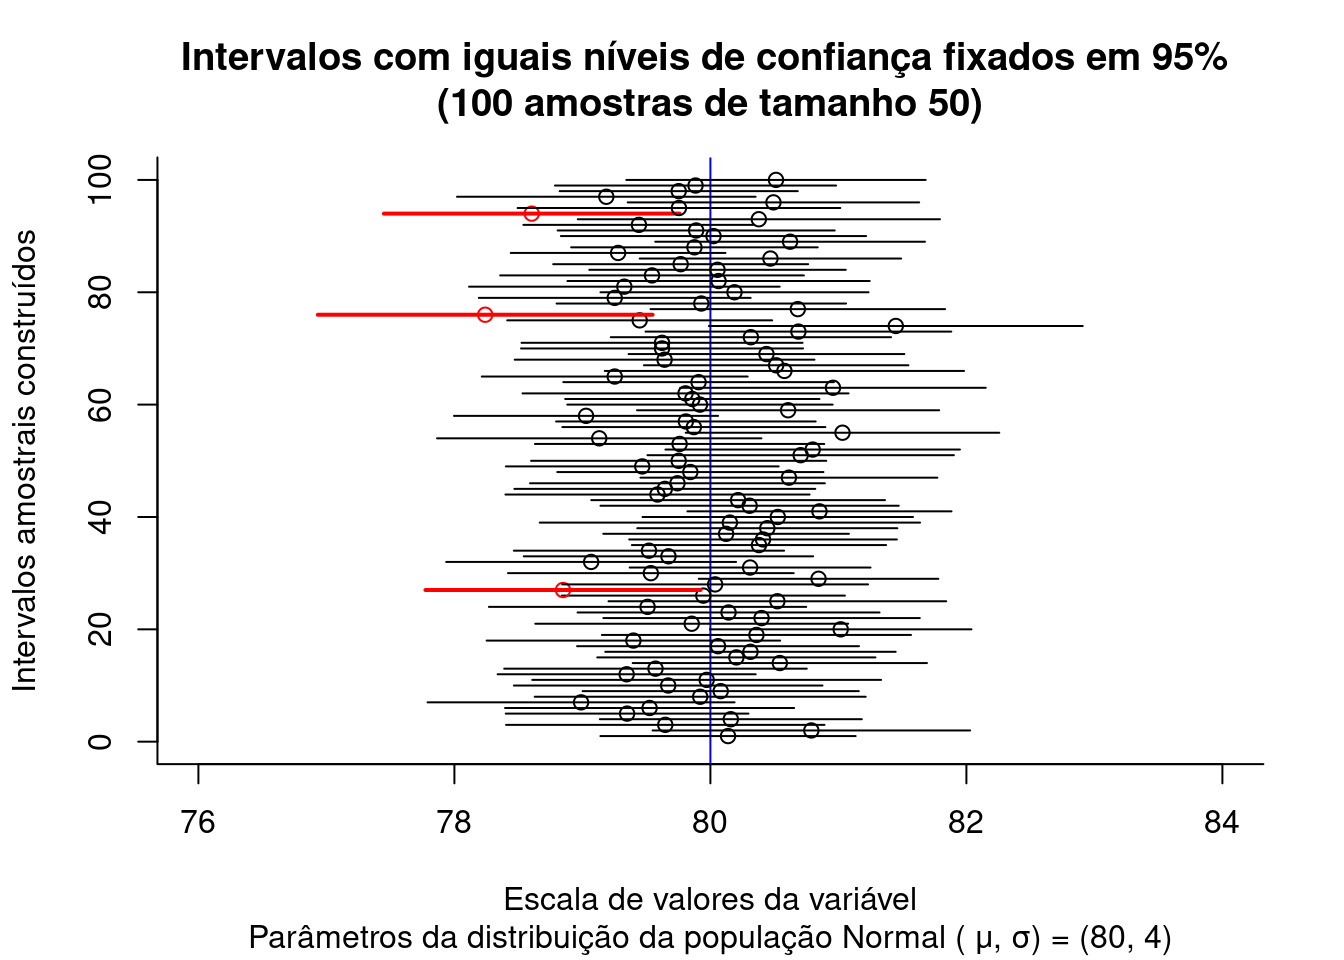 Intervalos com iguais níveis de confiança fixados em 95%
(100 amostras de tamanho 50)
Intervalos amostrais construídos
100
80
60
40
20
0
76 78 80 82 84
Escala de valores da variável
Parâmetros da distribuição da população Normal ( μ, σ) = (80, 4)